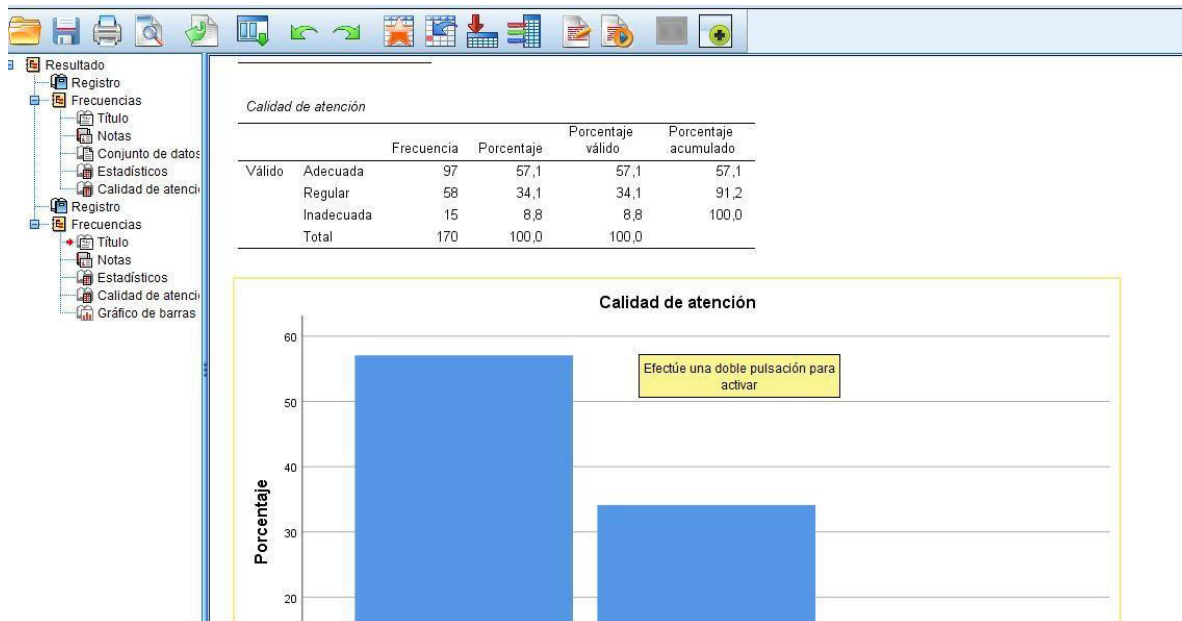 Resultado
Registro
Frecuencias
Título
Notas
Conjunto de datos
Estadísticos
Calidad de atenci
Registro
Frecuencias
Título
Notas
Estadísticos
Calidad de atenci
Gráfico de barras
Calidad de atención
Frecuencia Porcentaje Porcentaje válido Porcentaje acumulado
Válido Adecuada 97 57,1 57,1 57,1
Regular 58 34,1 34,1 91,2
Inadecuada 15 8,8 8,8 100,0
Total 170 100,0 100,0
Calidad de atención
Efectúe una doble pulsación para
activar
Porcentaje
60
50
40
30
20